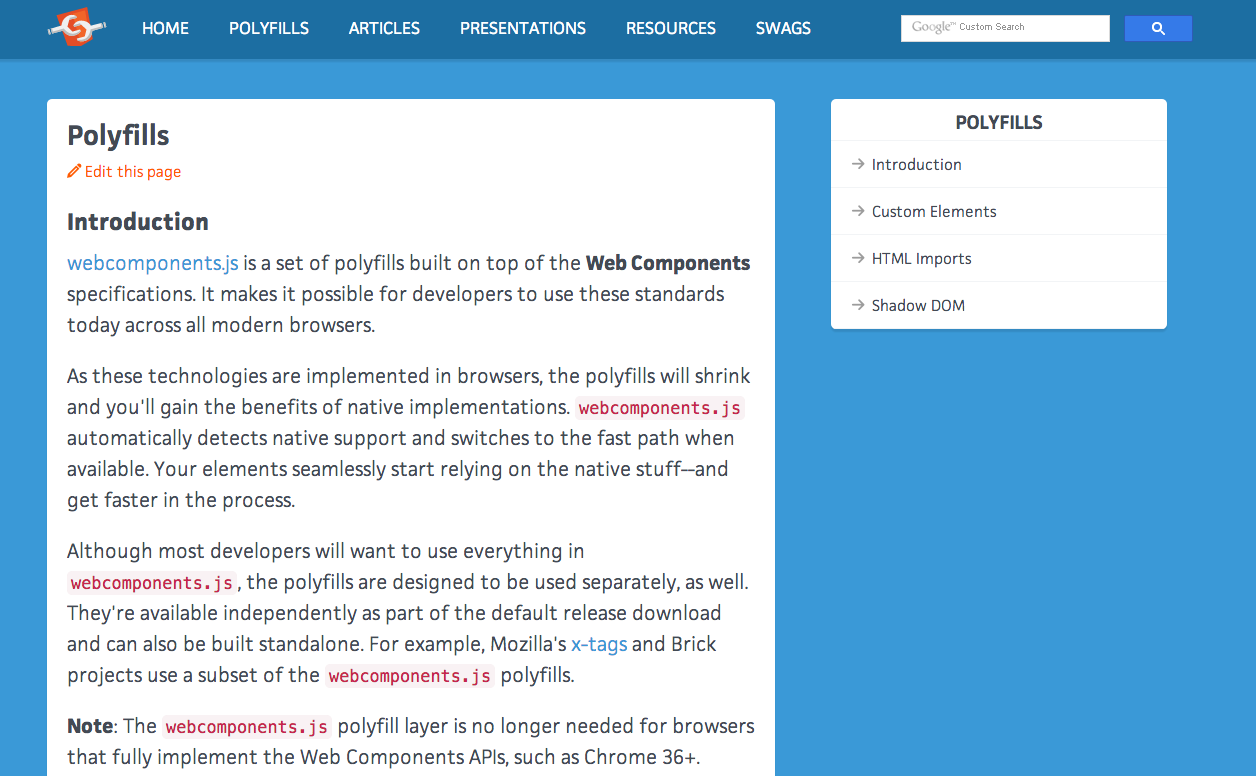 HOME POLYFILLS ARTICLES PRESENTATIONS RESOURCES SWAGS Google™ Custom Search
Polyfills
Edit this page
Introduction
webcomponents.js is a set of polyfills built on top of the Web Components
specifications. It makes it possible for developers to use these standards
today across all modern browsers.
As these technologies are implemented in browsers, the polyfills will shrink
and you'll gain the benefits of native implementations. webcomponents.js
automatically detects native support and switches to the fast path when
available. Your elements seamlessly start relying on the native stuff--and
get faster in the process.
Although most developers will want to use everything in
webcomponents.js, the polyfills are designed to be used separately, as well.
They're available independently as part of the default release download
and can also be built standalone. For example, Mozilla's x-tags and Brick
projects use a subset of the webcomponents.js polyfills.
Note: The webcomponents.js polyfill layer is no longer needed for browsers
that fully implement the Web Components APIs, such as Chrome 36+.
POLYFILLS
Introduction
Custom Elements
HTML Imports
Shadow DOM